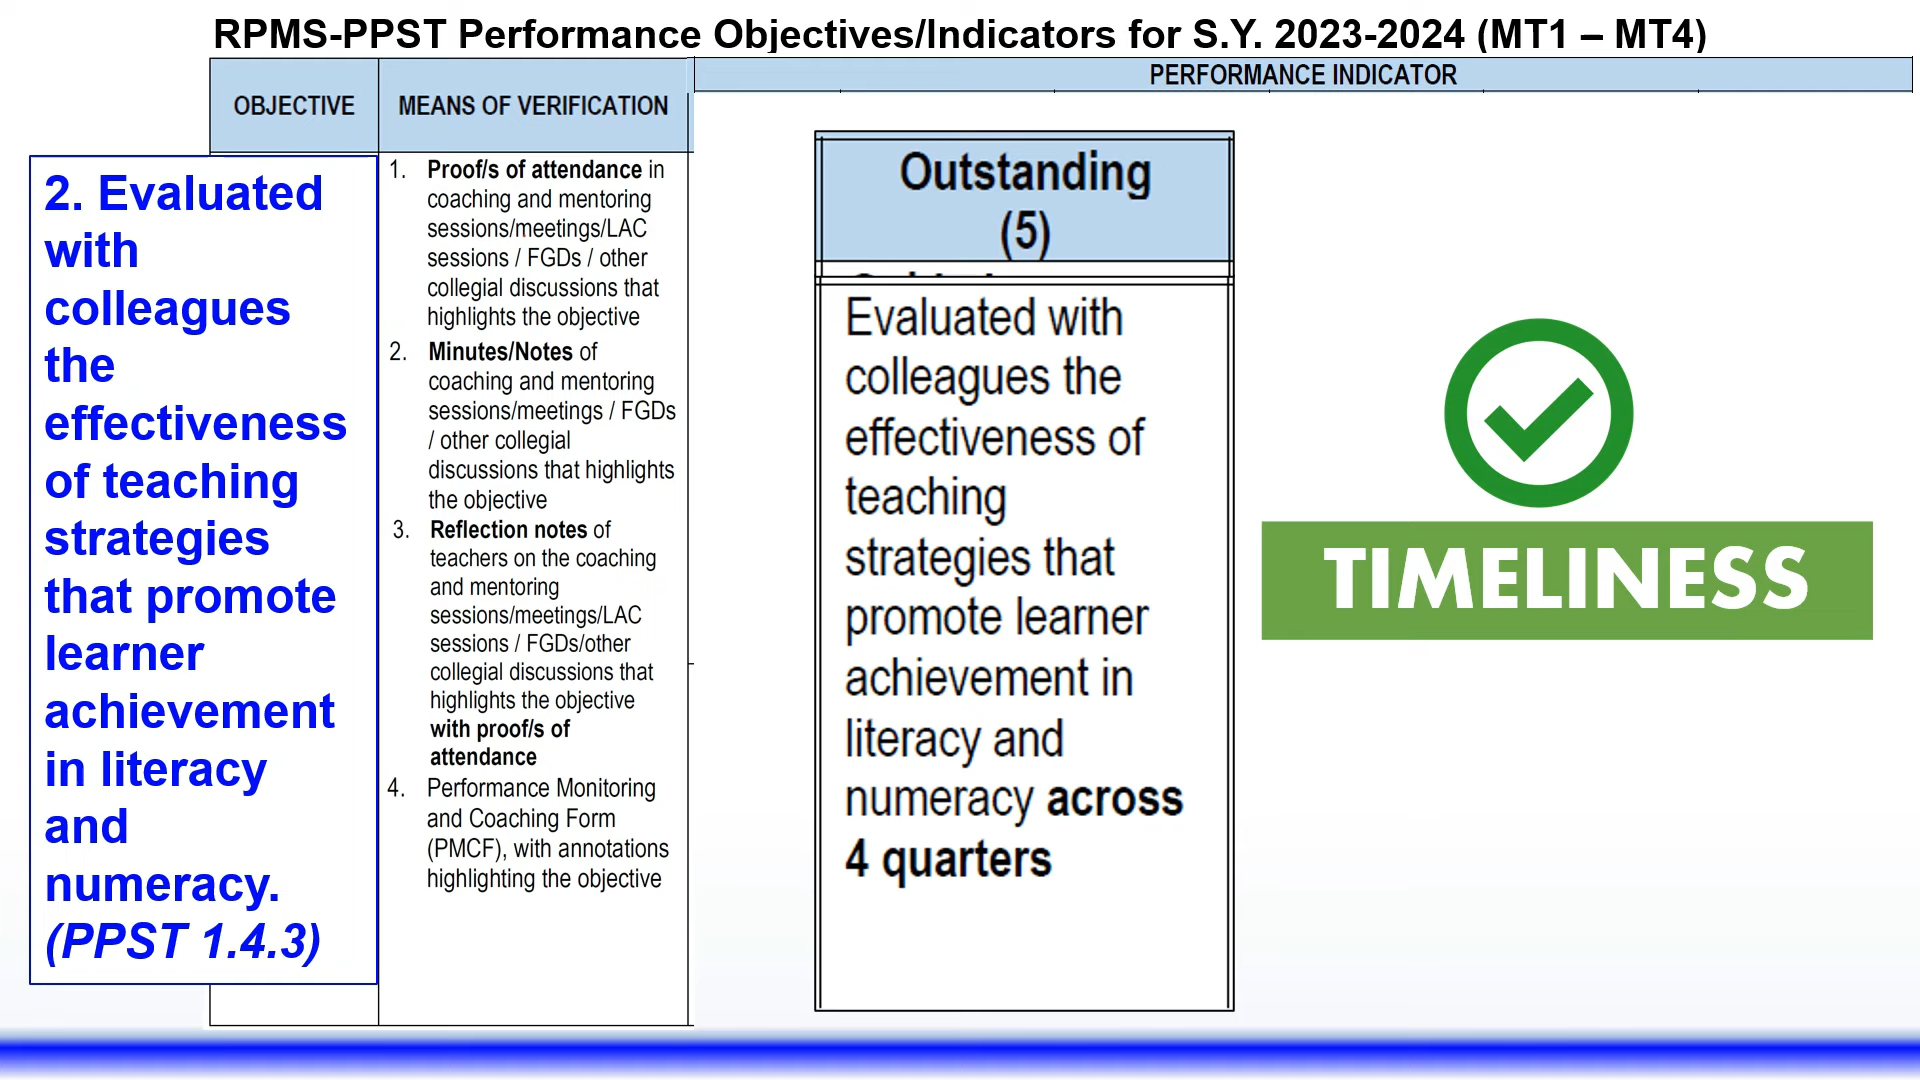 RPMS-PPST Performance Objectives/Indicators for S.Y. 2023-2024 (MT1 – MT4)
OBJECTIVE
MEANS OF VERIFICATION
PERFORMANCE INDICATOR
2. Evaluated
with
colleagues
the
effectiveness
of teaching
strategies
that promote
learner
achievement
in literacy
and
numeracy.
(PPST 1.4.3)
1. Proof/s of attendance in
coaching and mentoring
sessions/meetings/LAC
sessions / FGDs / other
collegial discussions that
highlights the objective
2. Minutes/Notes of
coaching and mentoring
sessions/meetings / FGDs
/ other collegial
discussions that highlights
the objective
3. Reflection notes of
teachers on the coaching
and mentoring
sessions/meetings/LAC
sessions / FGDs/other
collegial discussions that
highlights the objective
with proof/s of
attendance
4. Performance Monitoring
and Coaching Form
(PMCF), with annotations
highlighting the objective
Outstanding
(5)
Evaluated with
colleagues the
effectiveness of
teaching
strategies that
promote learner
achievement in
literacy and
numeracy across
4 quarters
TIMELINESS